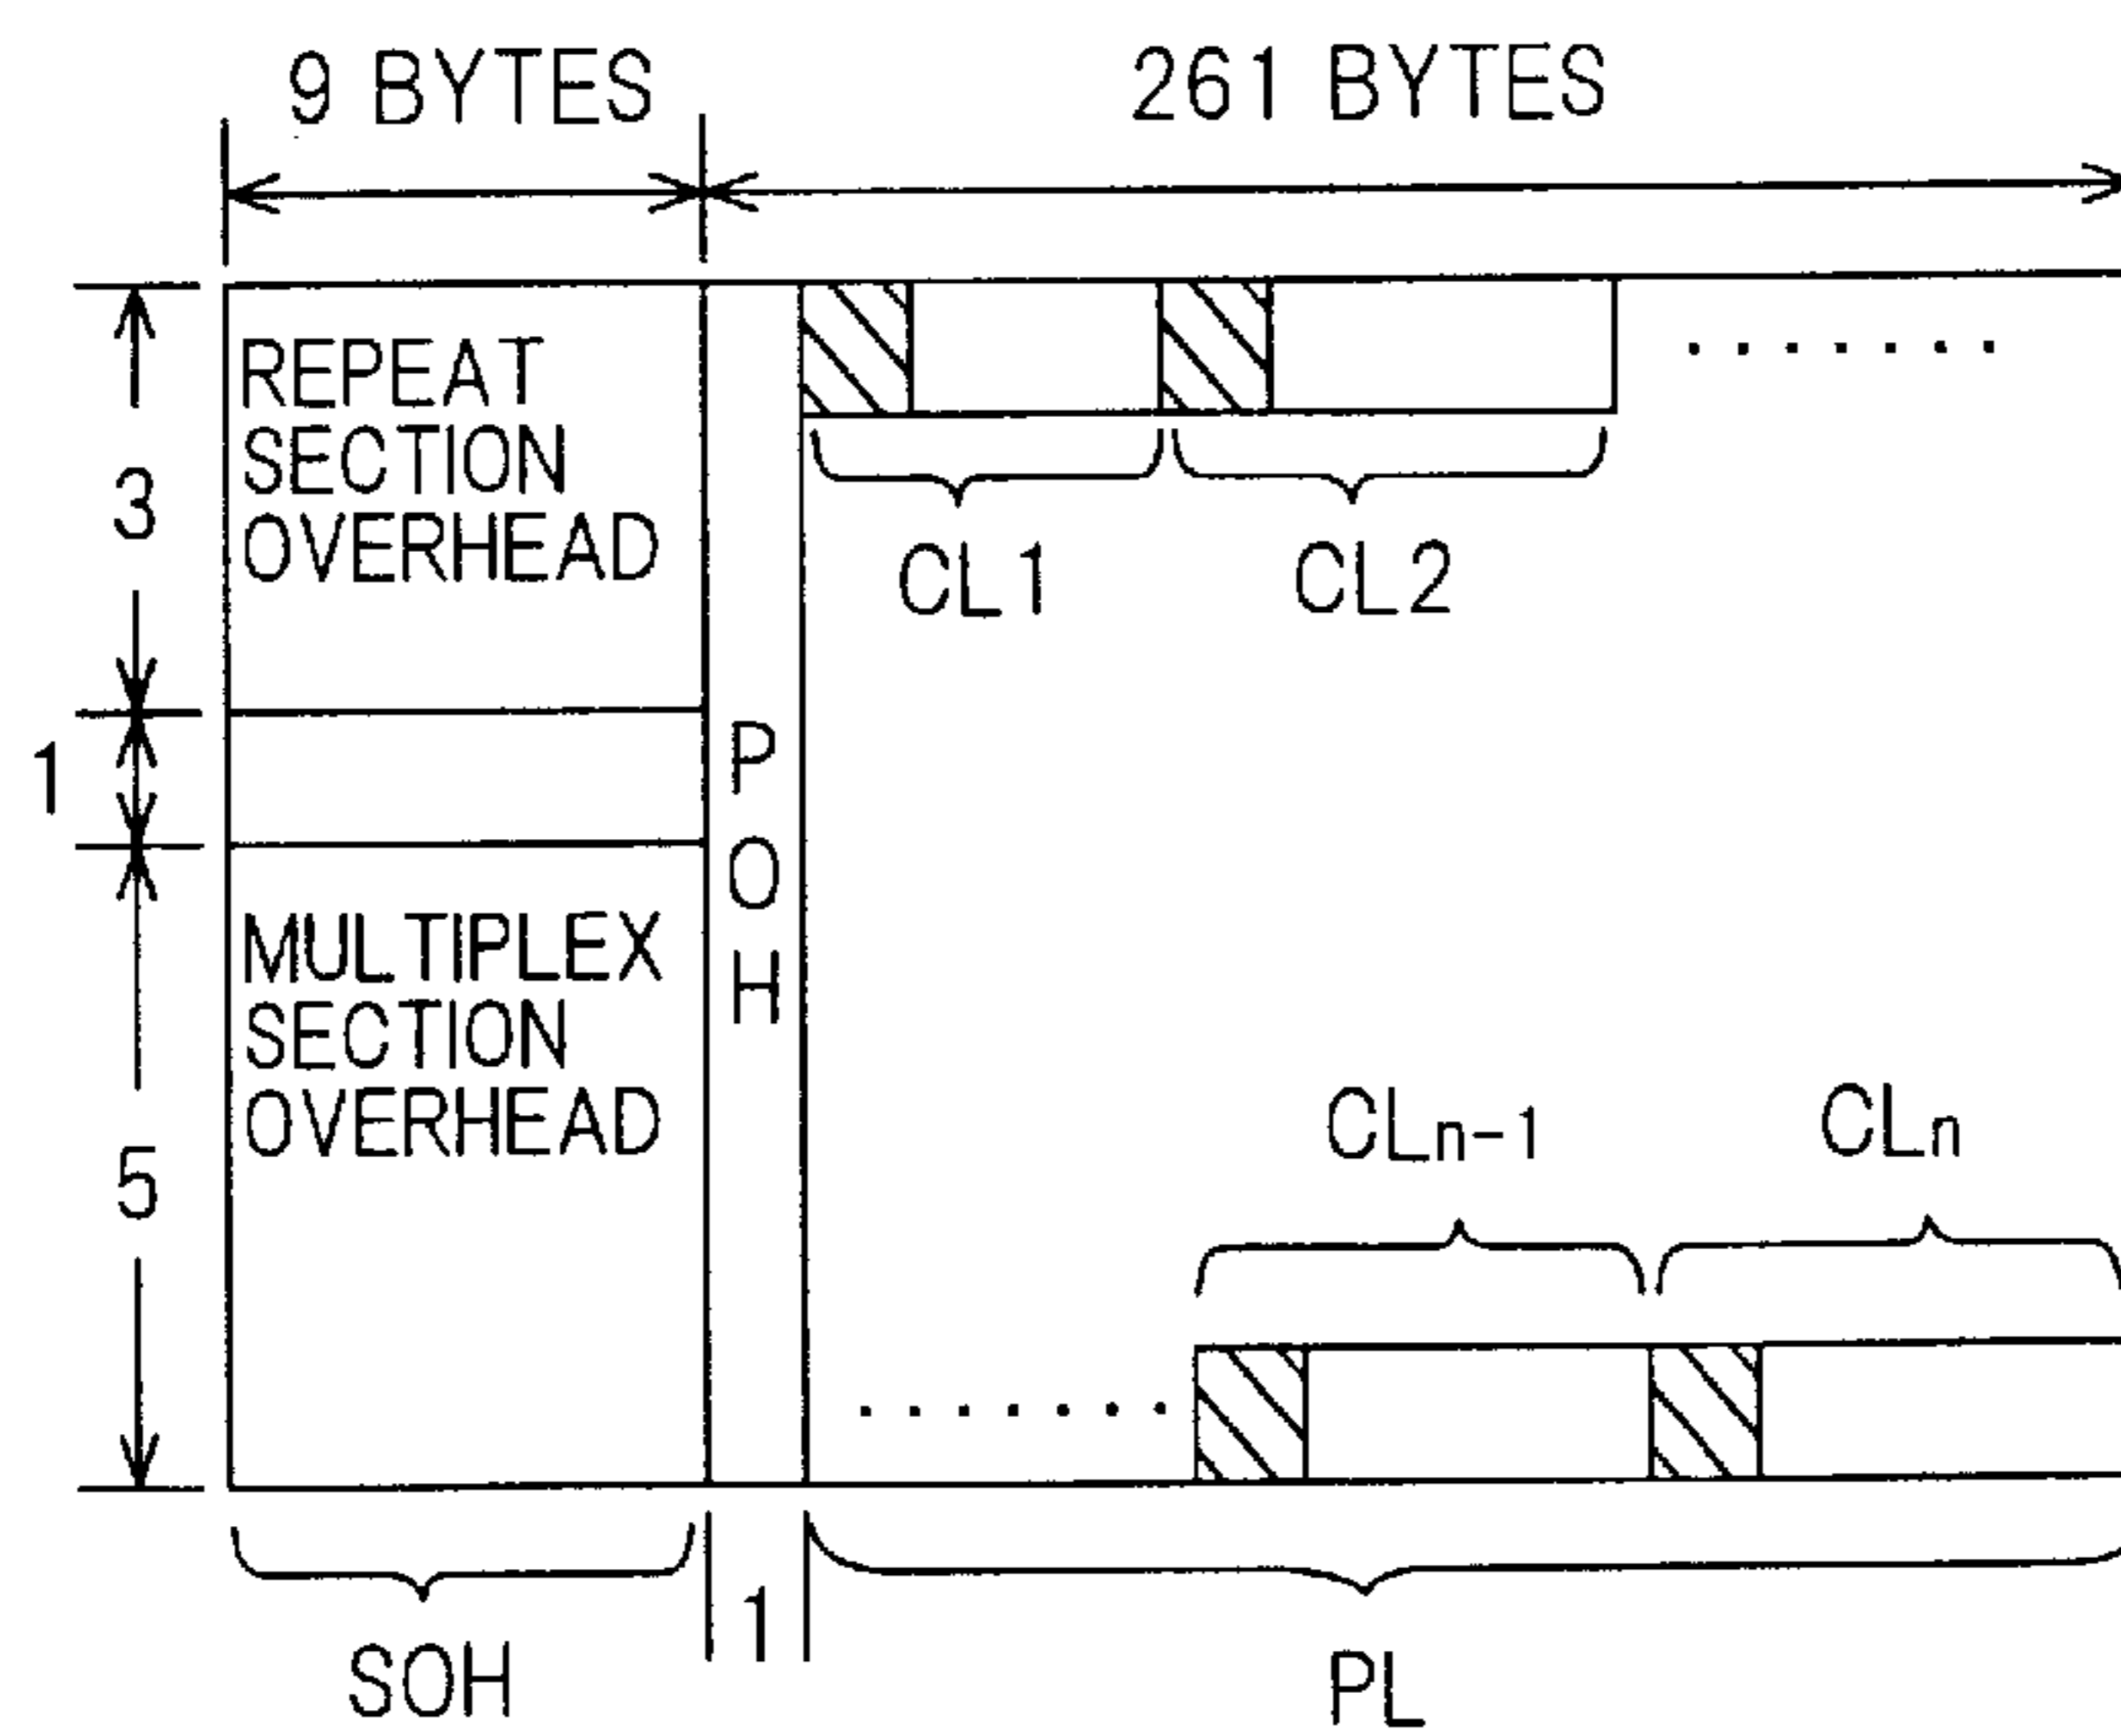 9 BYTES
261 BYTES
REPEAT
SECTION
OVERHEAD
3
CL1
CL2
1
P
O
H
MULTIPLEX
SECTION
OVERHEAD
5
CLn-1
CLn
SOH
1
PL